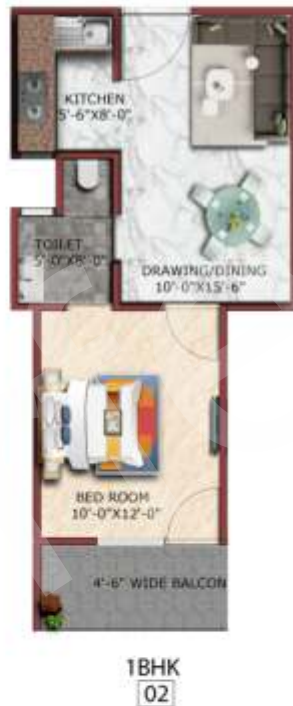 KITCHEN
5'-6"X8'-0"
TOILET
5'-0"X8'-0"
DRAWING/DINING
10'-0"X15'-6"
BED ROOM
10'-0"X12'-0"
4'-6" WIDE BALCON
1BHK
02